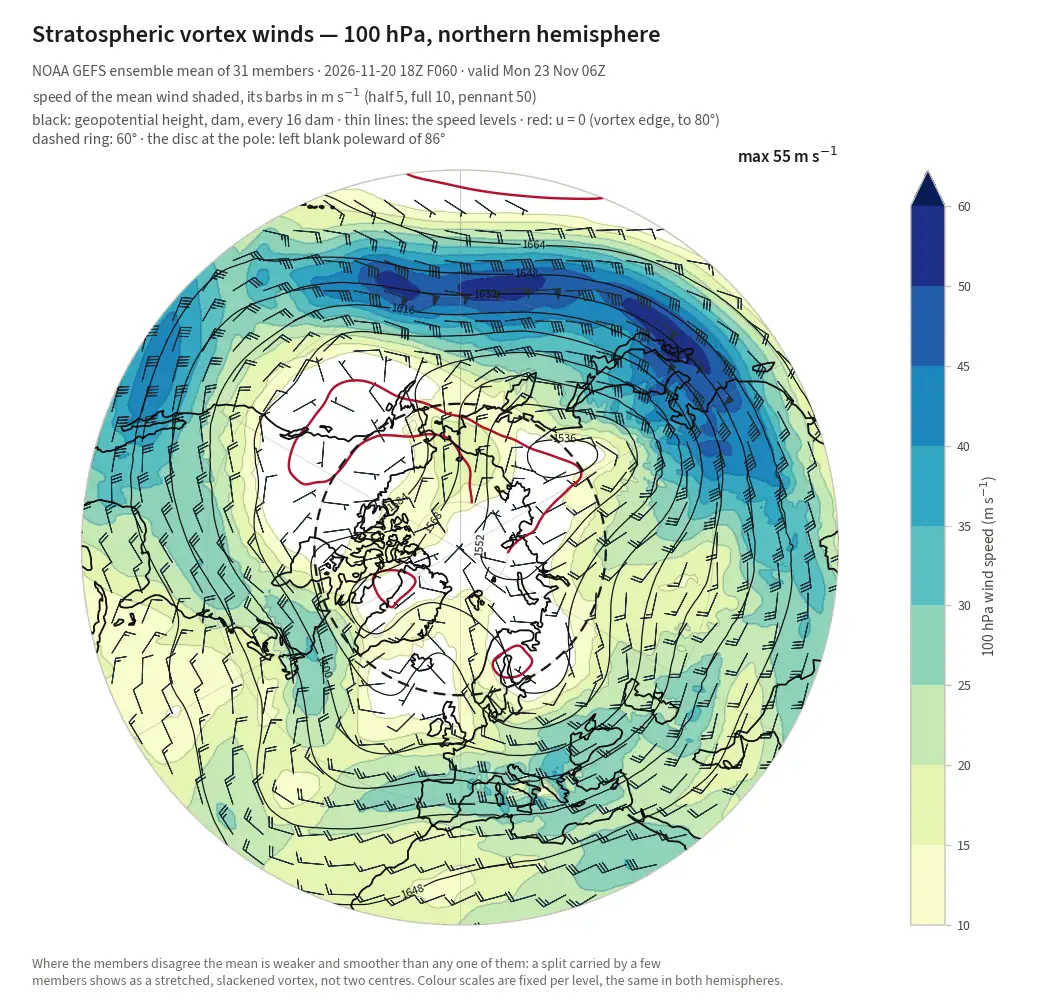 Stratospheric vortex winds — 100 hPa, northern hemisphere
NOAA GEFS ensemble mean of 31 members · 2026-11-20 18Z F060 · valid Mon 23 Nov 06Z
speed of the mean wind shaded, its barbs in m s⁻¹ (half 5, full 10, pennant 50)
black: geopotential height, dam, every 16 dam · thin lines: the speed levels · red: u = 0 (vortex edge, to 80°)
dashed ring: 60° · the disc at the pole: left blank poleward of 86°
max 55 m s⁻¹
1664
1648
1632
1616
1536
1568
1552
1648
60
50
45
40
35
30
25
20
15
10
100 hPa wind speed (m s⁻¹)
Where the members disagree the mean is weaker and smoother than any one of them: a split carried by a few
members shows as a stretched, slackened vortex, not two centres. Colour scales are fixed per level, the same in both hemispheres.